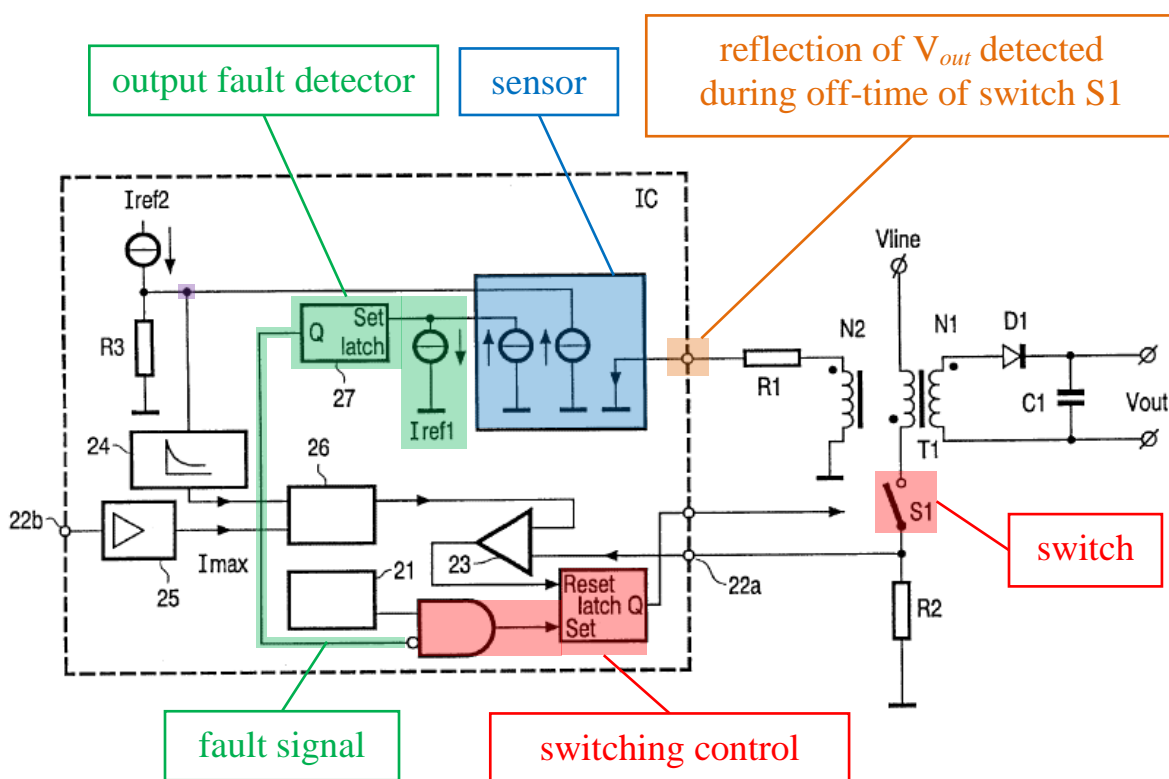 output fault detector
sensor
reflection of Vout detected
during off-time of switch S1
Iref2
IC
Vline
R3
Q
Set
latch
27
Iref1
N2
N1
D1
R1
C1
Vout
T1
24
26
22b
25
Imax
23
21
22a
Reset
latch Q
Set
S1
R2
switch
fault signal
switching control